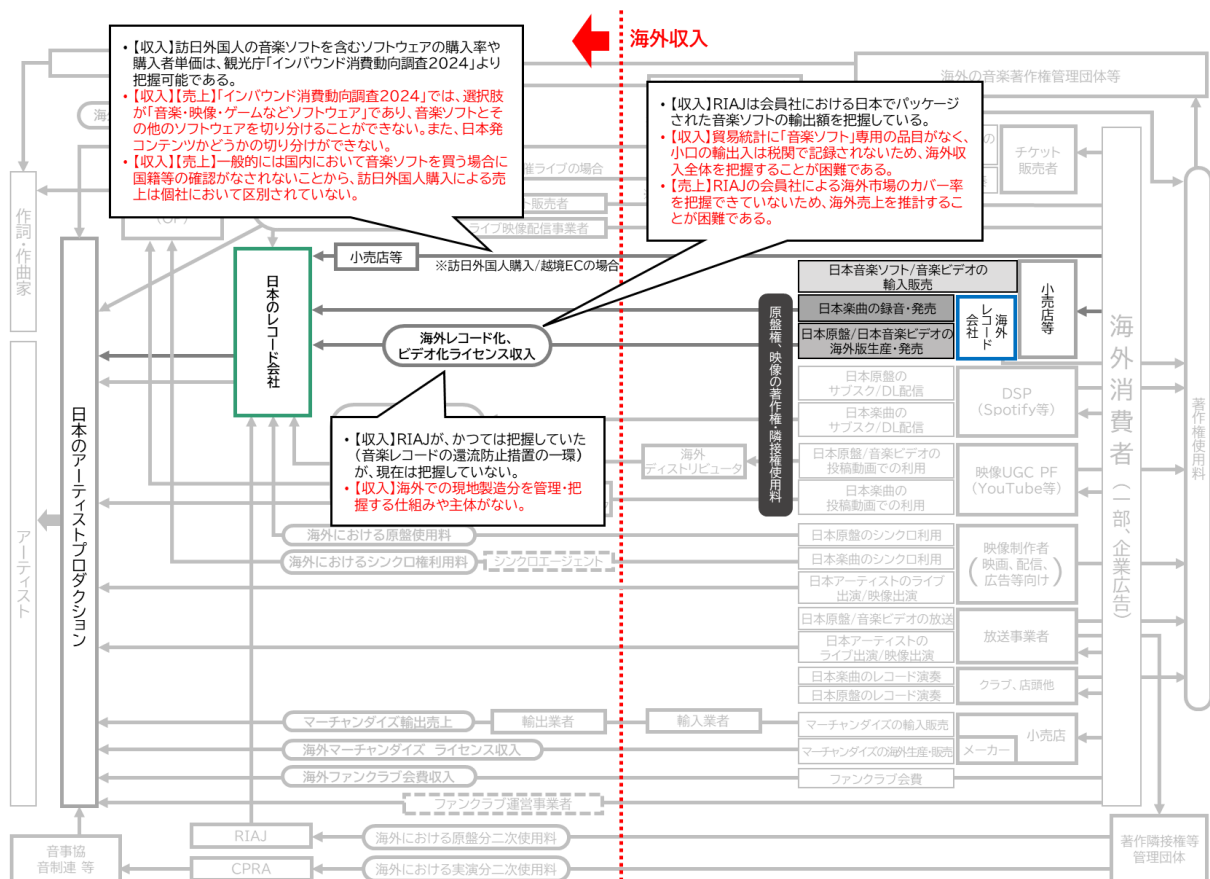 海外収入
・【収入】訪日外国人の音楽ソフトを含むソフトウェアの購入率や
購入者単価は、観光庁「インバウンド消費動向調査2024」より
把握可能である。
・【収入】【売上】「インバウンド消費動向調査2024」では、選択肢
が「音楽・映像・ゲームなどソフトウェア」であり、音楽ソフトとそ
の他のソフトウェアを切り分けることができない。また、日本発
コンテンツかどうかの切り分けができない。
・【収入】【売上】一般的には国内において音楽ソフトを買う場合に
国籍等の確認がなされないことから、訪日外国人購入による売
上は個社において区別されていない。
・【収入】RIAJは会員社における日本でパッケージ
された音楽ソフトの輸出額を把握している。
・【収入】貿易統計に「音楽ソフト」専用の品目がなく、
小口の輸出入は税関で記録されないため、海外収
入全体を把握することが困難である。
・【売上】RIAJの会員社による海外市場のカバー率
を把握できていないため、海外売上を推計するこ
とが困難である。
海外の音楽著作権管理団体等
チケット
販売者
催ライブの場合
ト販売者
ライブ映像配信事業者
作詞・作曲家
小売店等
※訪日外国人購入/越境ECの場合
日本のレコード会社
海外レコード化、
ビデオ化ライセンス収入
原盤権、映像の著作権・隣接権使用料
日本音楽ソフト/音楽ビデオの
輸入販売
日本楽曲の録音・発売
日本原盤/日本音楽ビデオの
海外版生産・発売
海外
レコード
会社
小売店等
海外消費者（一部、企業広告）
著作権使用料
日本原盤の
サブスク/DL配信
日本楽曲の
サブスク/DL配信
DSP
（Spotify等）
・【収入】RIAJが、かつては把握していた
（音楽レコードの還流防止措置の一環）
が、現在は把握していない。
・【収入】海外での現地製造分を管理・把
握する仕組みや主体がない。
海外
ディストリビュータ
日本原盤/音楽ビデオの
投稿動画での利用
日本楽曲の
投稿動画での利用
映像UGC PF
（YouTube等）
日本のアーティストプロダクション
アーティスト
海外における原盤使用料
日本原盤のシンクロ利用
海外におけるシンクロ権利用料
シンクロエージェント
日本楽曲のシンクロ利用
日本アーティストのライブ
出演/映像出演
映像制作者
（映画、配信、
広告等向け）
日本原盤/音楽ビデオの放送
日本アーティストの
ライブ出演/映像出演
放送事業者
日本楽曲のレコード演奏
日本原盤のレコード演奏
クラブ、店頭他
マーチャンダイズ輸出売上
輸出業者
輸入業者
マーチャンダイズの輸入販売
小売店
海外マーチャンダイズ ライセンス収入
マーチャンダイズの海外生産・販売
メーカー
海外ファンクラブ会費収入
ファンクラブ会費
ファンクラブ運営事業者
音事協
音制連 等
RIAJ
海外における原盤分二次使用料
CPRA
海外における実演分二次使用料
著作隣接権等
管理団体